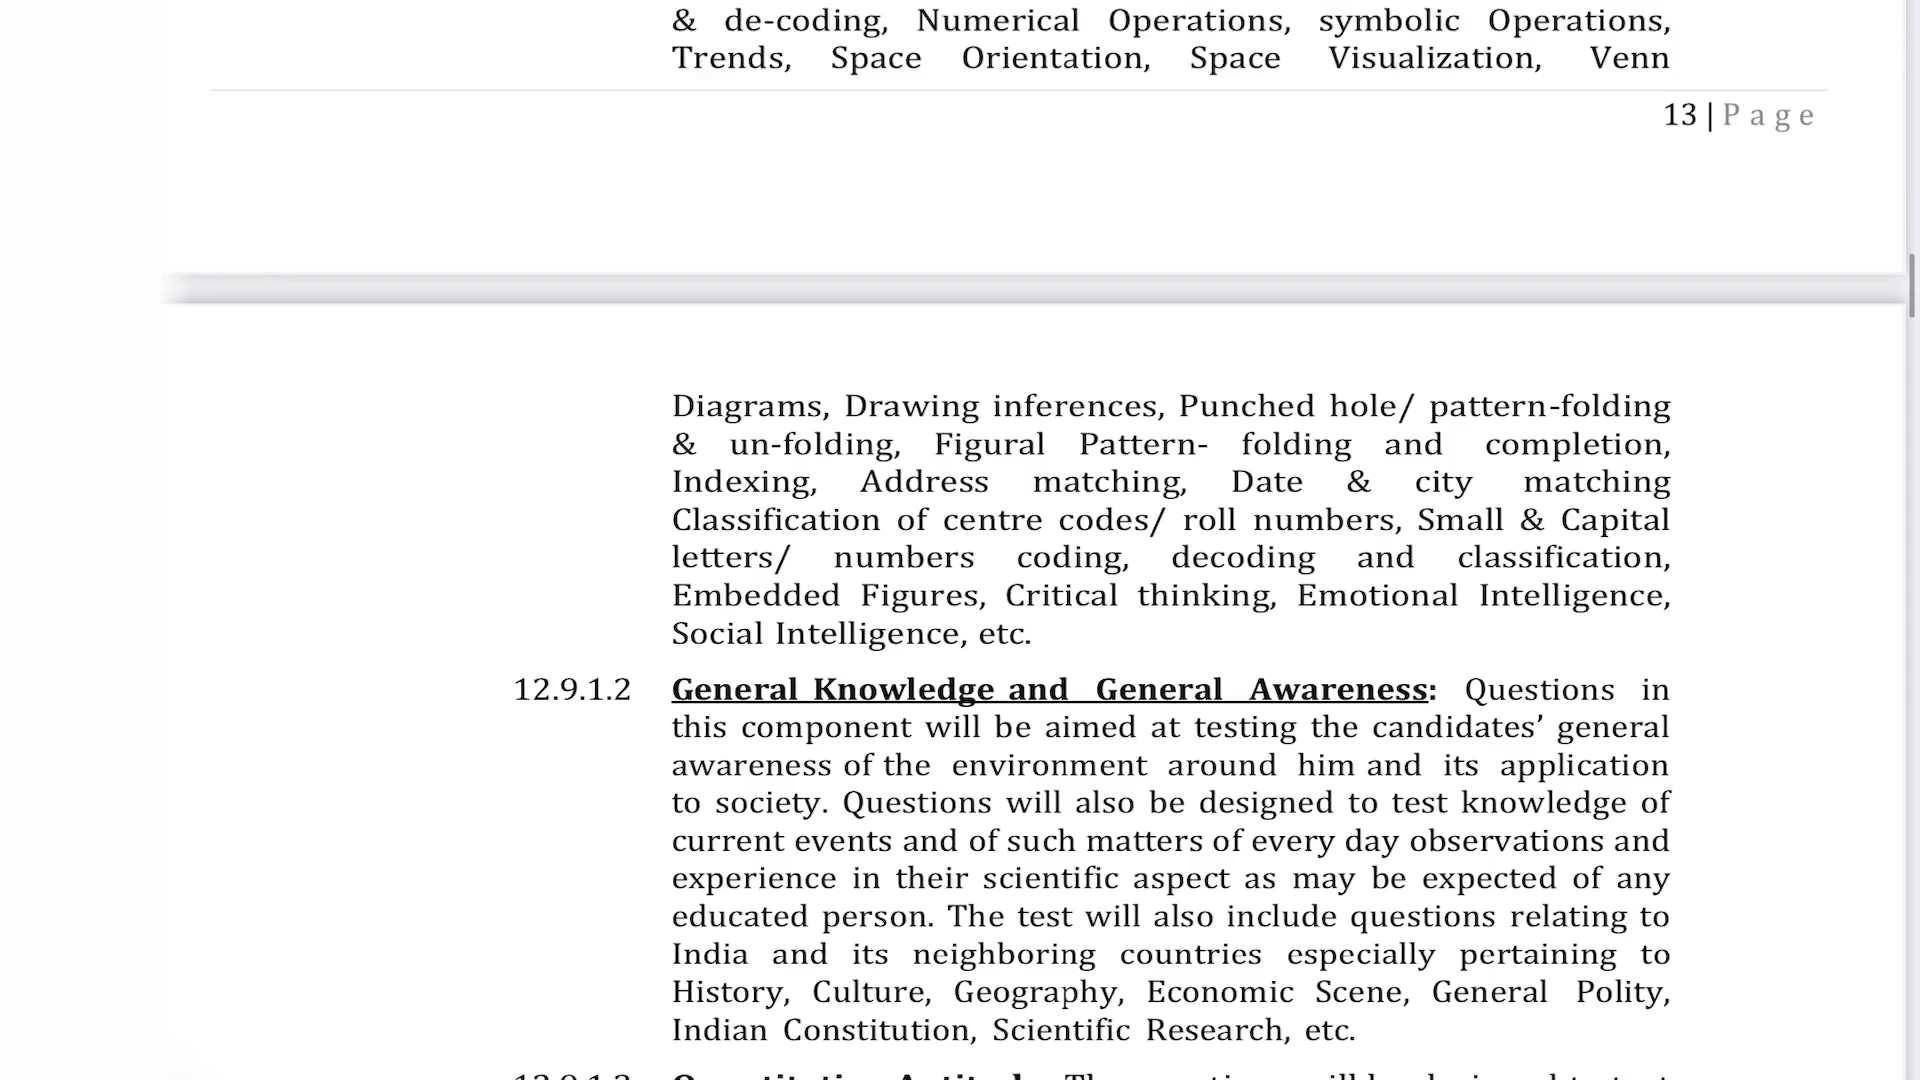 & de-coding, Numerical Operations, symbolic Operations,
Trends, Space Orientation, Space Visualization, Venn
13 | P a g e
Diagrams, Drawing inferences, Punched hole/ pattern-folding
& un-folding, Figural Pattern- folding and completion,
Indexing, Address matching, Date & city matching
Classification of centre codes/ roll numbers, Small & Capital
letters/ numbers coding, decoding and classification,
Embedded Figures, Critical thinking, Emotional Intelligence,
Social Intelligence, etc.
12.9.1.2 General Knowledge and General Awareness: Questions in
this component will be aimed at testing the candidates’ general
awareness of the environment around him and its application
to society. Questions will also be designed to test knowledge of
current events and of such matters of every day observations and
experience in their scientific aspect as may be expected of any
educated person. The test will also include questions relating to
India and its neighboring countries especially pertaining to
History, Culture, Geography, Economic Scene, General Polity,
Indian Constitution, Scientific Research, etc.